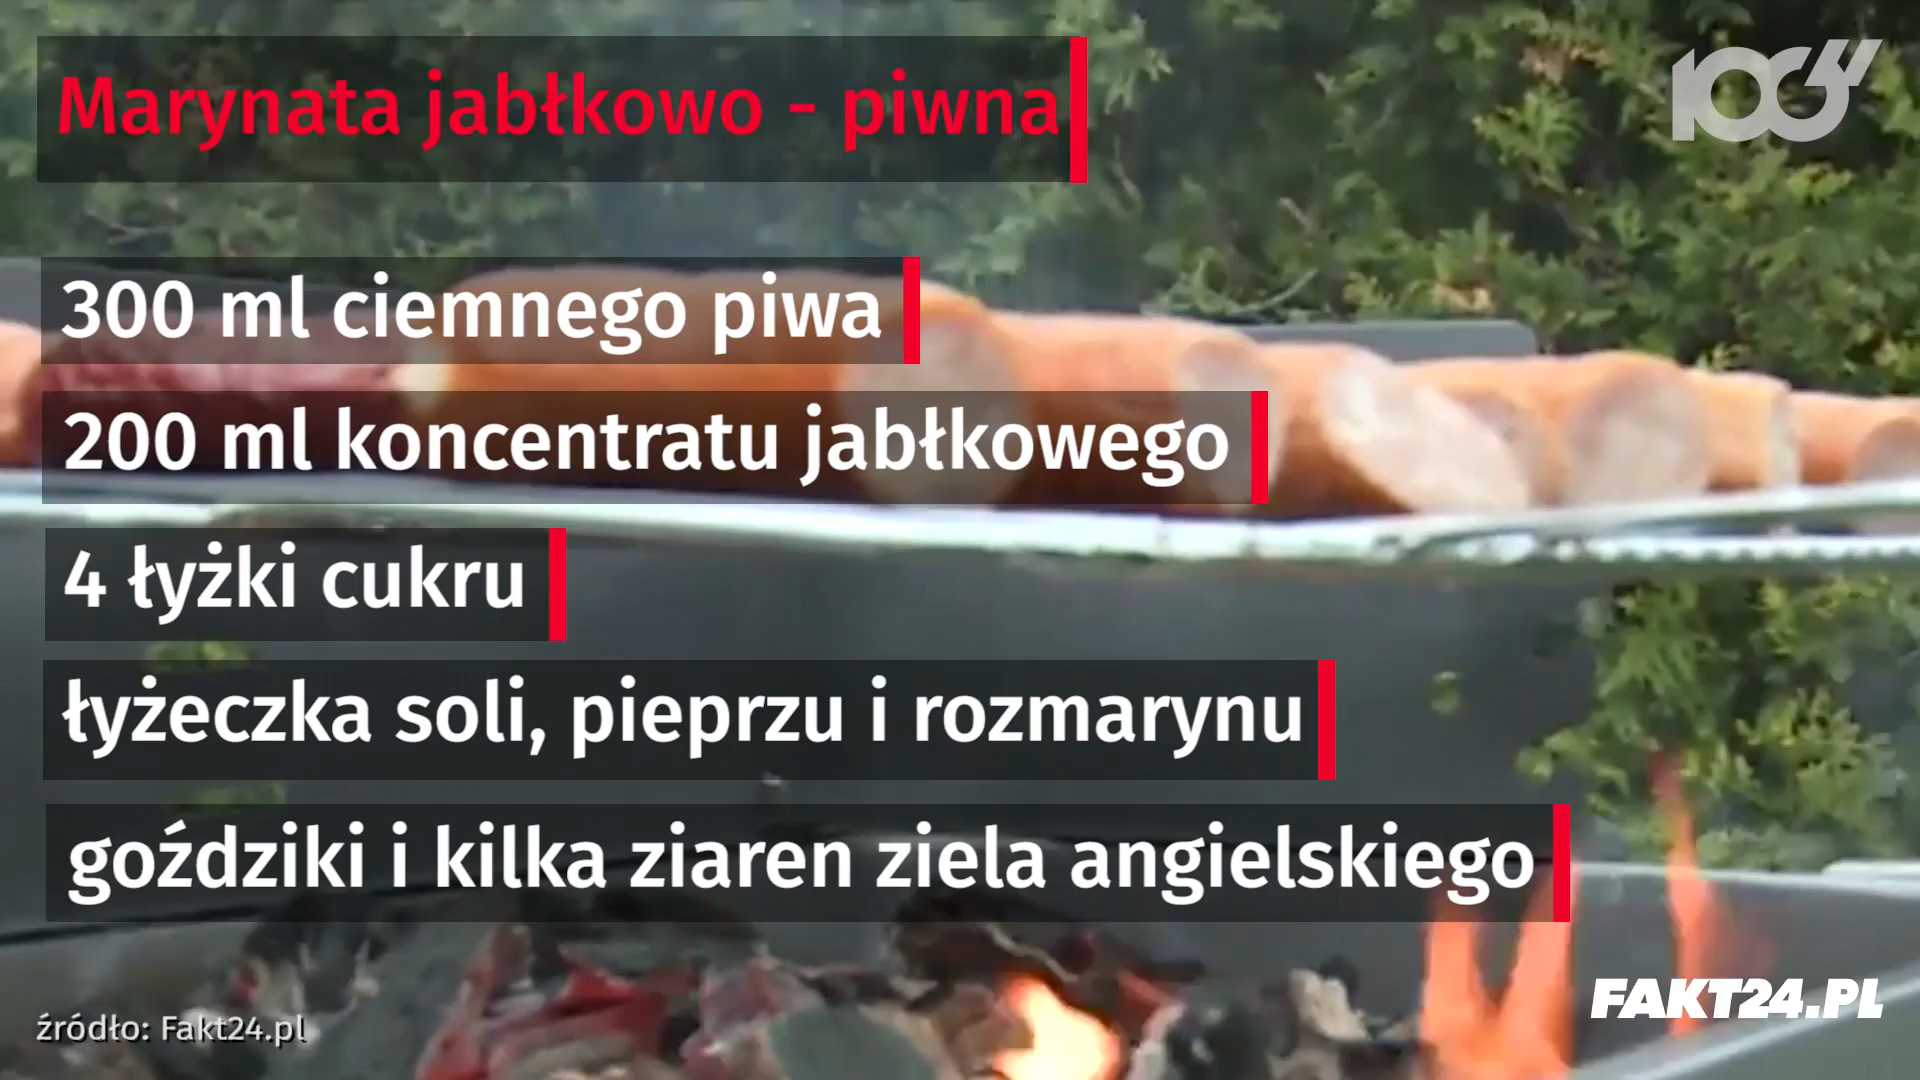 Marynata jabłkowo - piwna
100"
300 ml ciemnego piwa
200 ml koncentratu jabłkowego
4 łyżki cukru
łyżeczka soli, pieprzu i rozmarynu
goździki i kilka ziaren ziela angielskiego
FAKT24.PL
źródło: Fakt24.pl